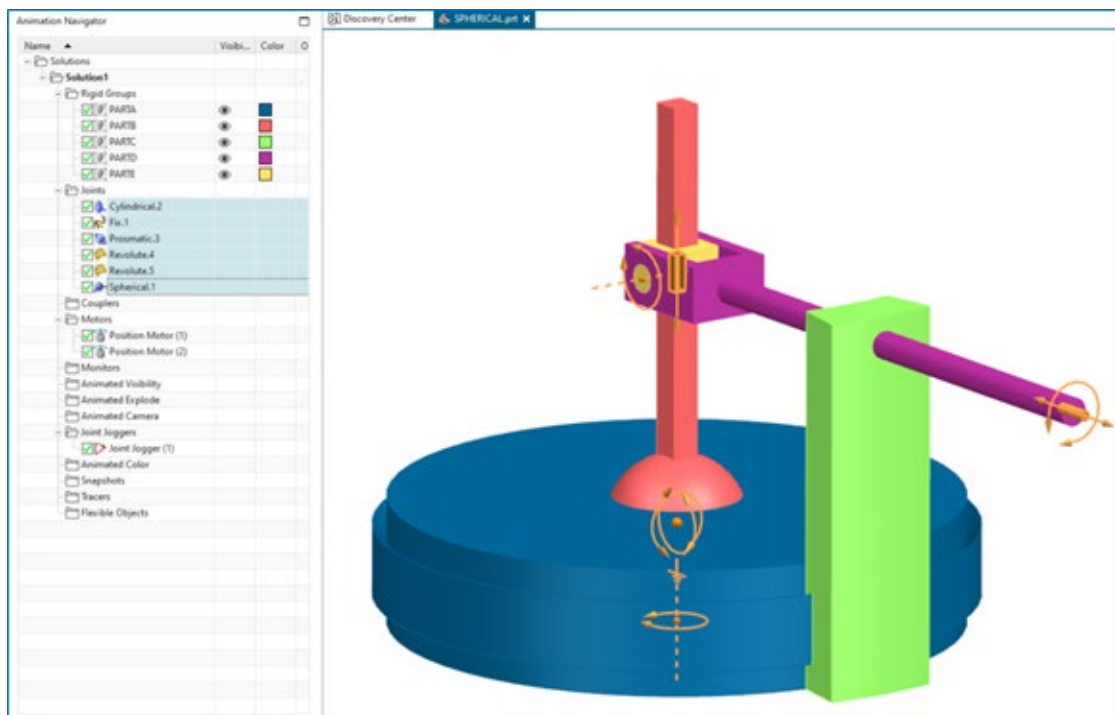 Animation Navigator
Discovery Center
SPHERICAL.prt
Name Visibi... Color O
Solutions
Solution1
Rigid Groups
PARTA
PARTB
PARTC
PARTD
PARTE
Joints
Cylindrical.2
Fix.1
Prosmatic.3
Revolute.4
Revolute.5
Spherical.1
Couplers
Motors
Position Motor (1)
Position Motor (2)
Monitors
Animated Visibility
Animated Explode
Animated Camera
Joint Joggers
Joint Jogger (1)
Animated Color
Snapshots
Tracers
Flexible Objects